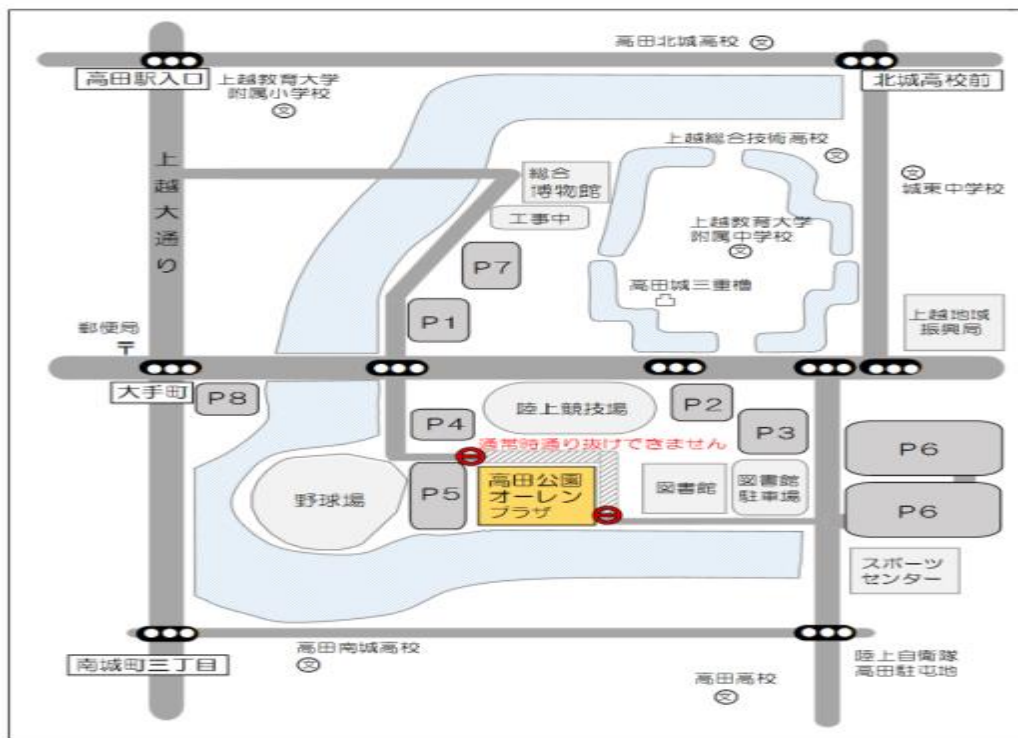 高田北城高校
高田駅入口
上越教育大学
附属小学校
北城高校前
上越総合技術高校
城東中学校
上越大通り
総合
博物館
工事中
上越教育大学
附属中学校
P7
高田城三重櫓
P1
上越地域
振興局
郵便局
大手町
P8
P4
陸上競技場
P2
P3
通常時通り抜けできません
P6
野球場
P5
高田公園
オーレン
プラザ
図書館
図書館
駐車場
P6
スポーツ
センター
南城町三丁目
高田南城高校
高田高校
陸上自衛隊
高田駐屯地